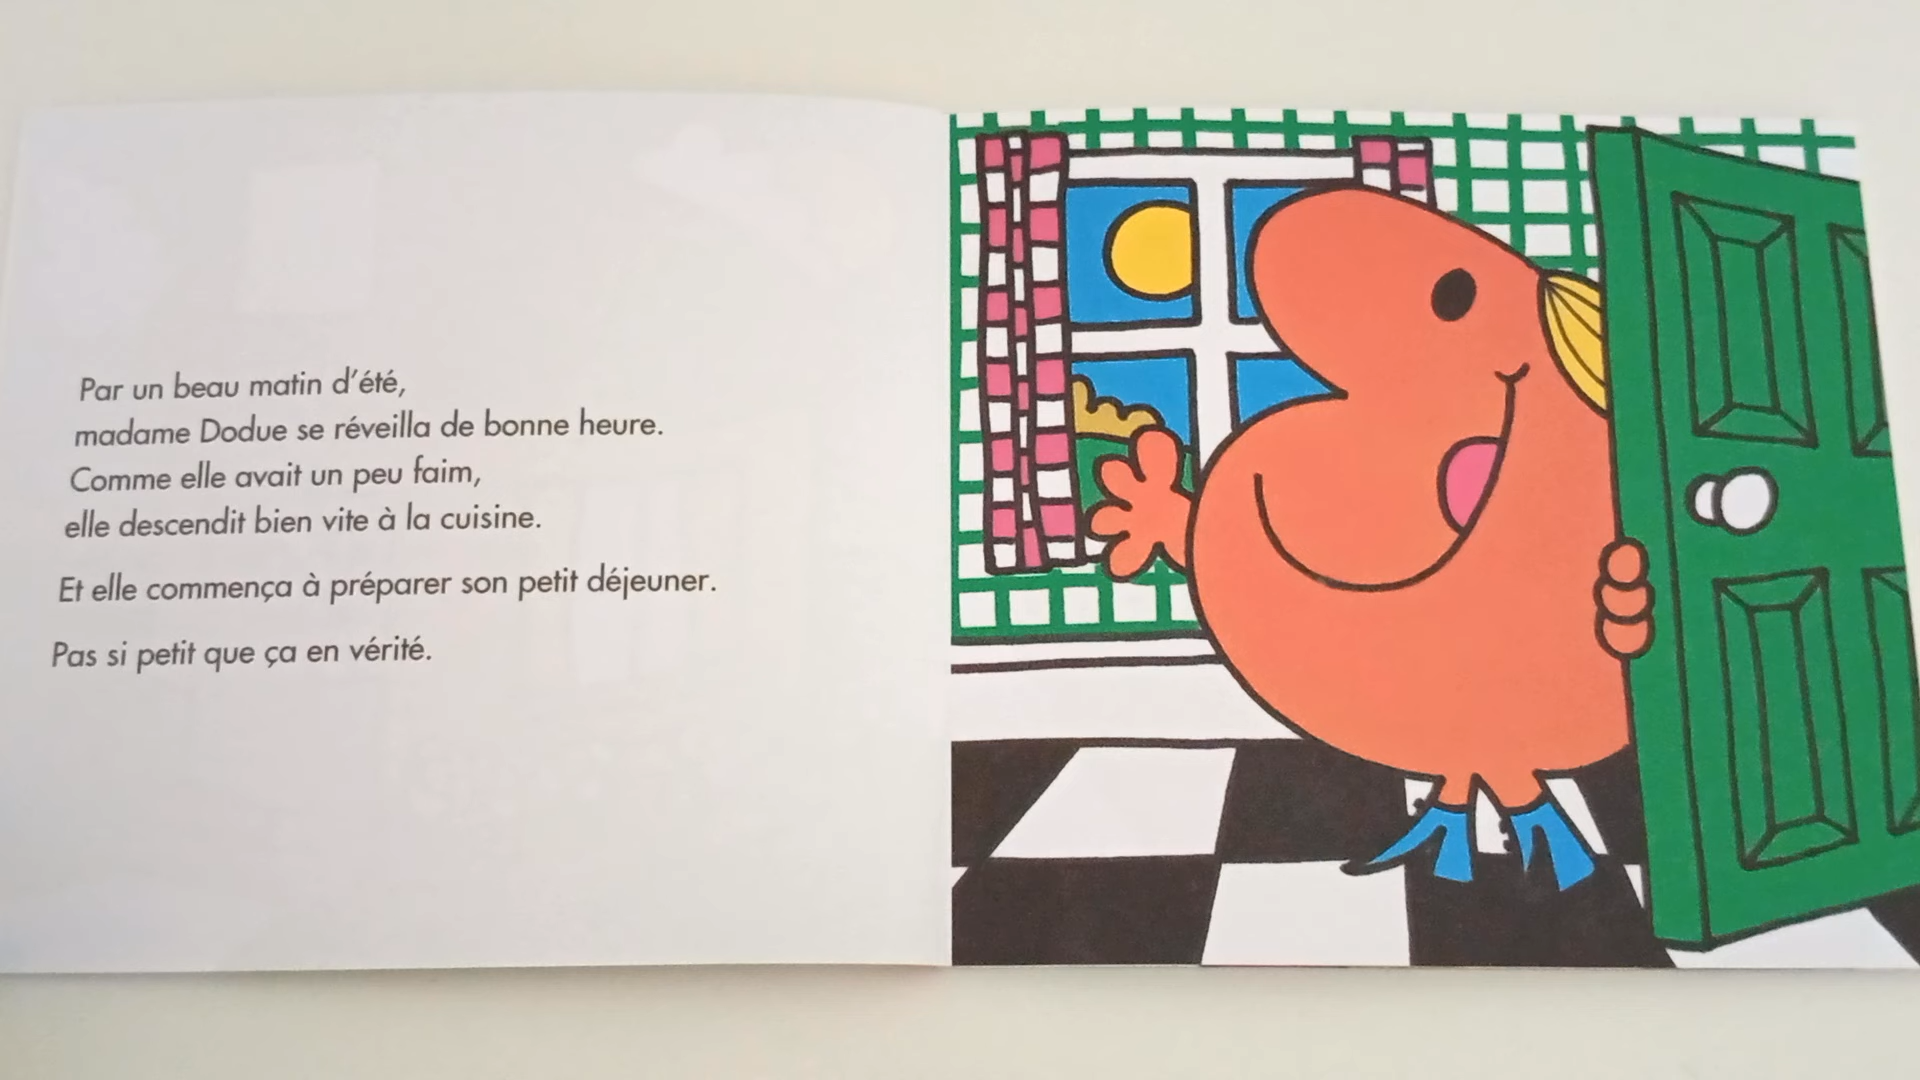 Par un beau matin d'été,
madame Dodue se réveilla de bonne heure.
Comme elle avait un peu faim,
elle descendit bien vite à la cuisine.
Et elle commença à préparer son petit déjeuner.
Pas si petit que ça en vérité.